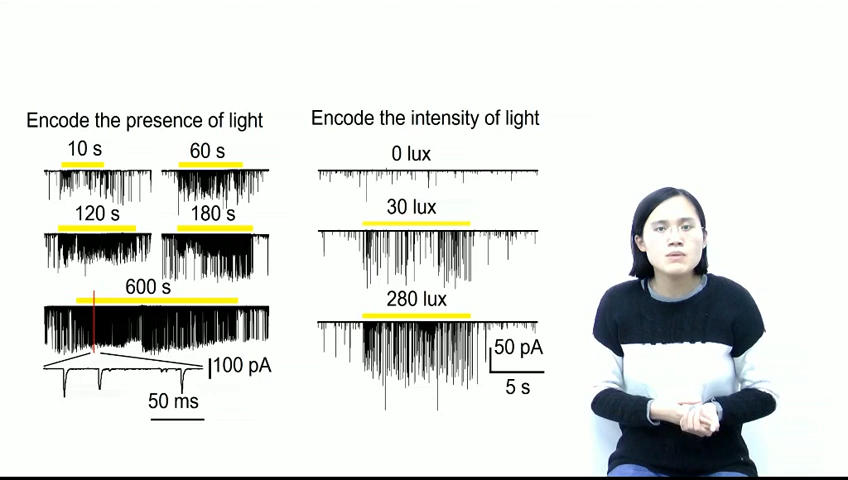 Encode the presence of light
10 s
60 s
120 s
180 s
600 s
100 pA
50 ms
Encode the intensity of light
0 lux
30 lux
280 lux
50 pA
5 s